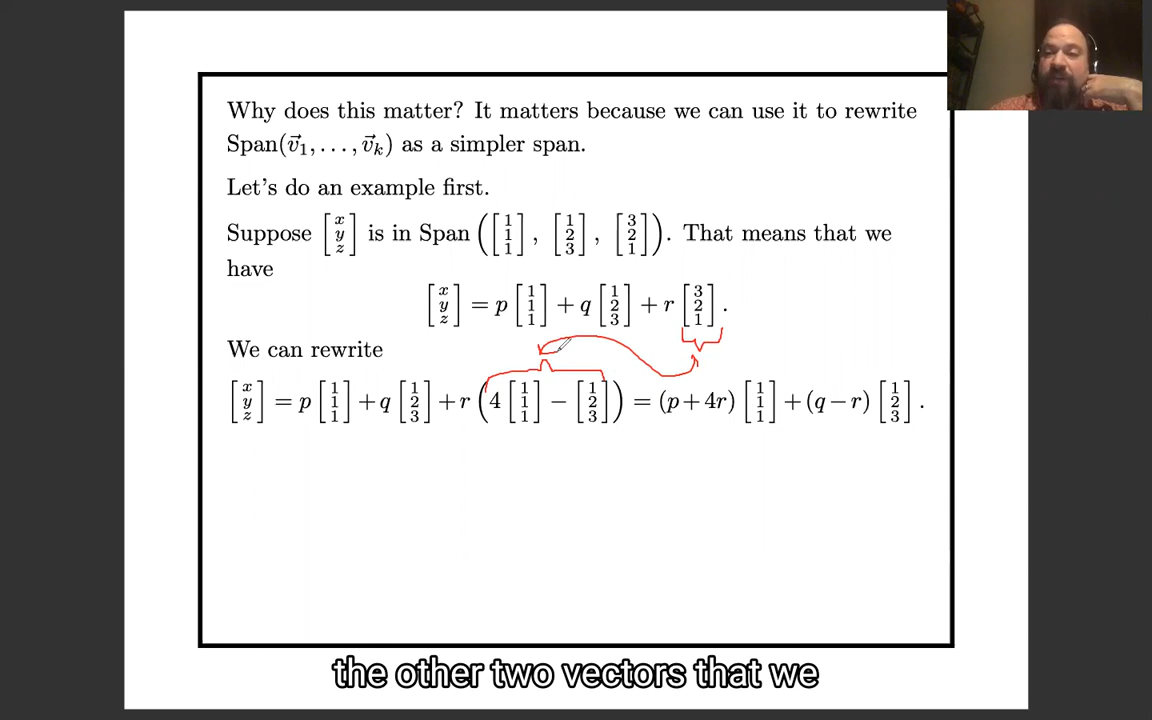 Why does this matter? It matters because we can use it to rewrite
Span(v⃗₁, . . . , v⃗ₖ) as a simpler span.
Let's do an example first.
Suppose [x y z] is in Span ([1 1 1], [1 2 3], [3 2 1]). That means that we
have
[x y z] = p [1 1 1] + q [1 2 3] + r [3 2 1].
We can rewrite
[x y z] = p [1 1 1] + q [1 2 3] + r (4 [1 1 1] − [1 2 3]) = (p + 4r) [1 1 1] + (q − r) [1 2 3].
the other two vectors that we